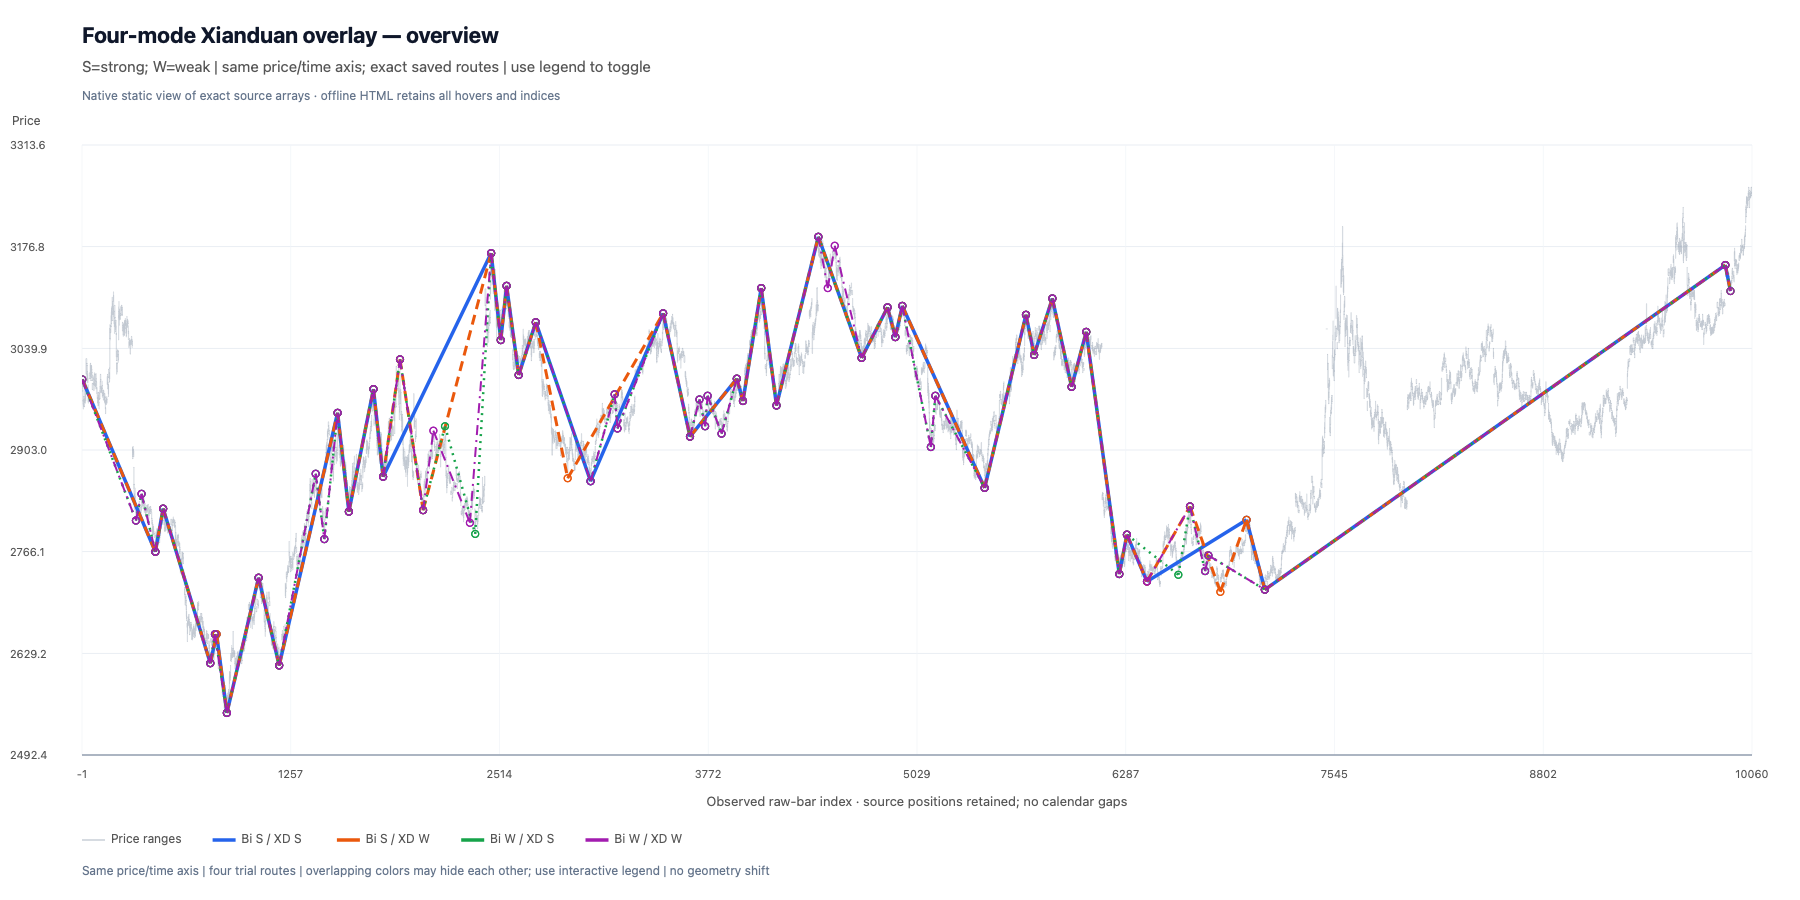 Four-mode Xianduan overlay — overview
S=strong; W=weak | same price/time axis; exact saved routes | use legend to toggle
Native static view of exact source arrays · offline HTML retains all hovers and indices
Price
3313.6
3176.8
3039.9
2903.0
2766.1
2629.2
2492.4
-1 1257 2514 3772 5029 6287 7545 8802 10060
Observed raw-bar index · source positions retained; no calendar gaps
Price ranges Bi S / XD S Bi S / XD W Bi W / XD S Bi W / XD W
Same price/time axis | four trial routes | overlapping colors may hide each other; use interactive legend | no geometry shift